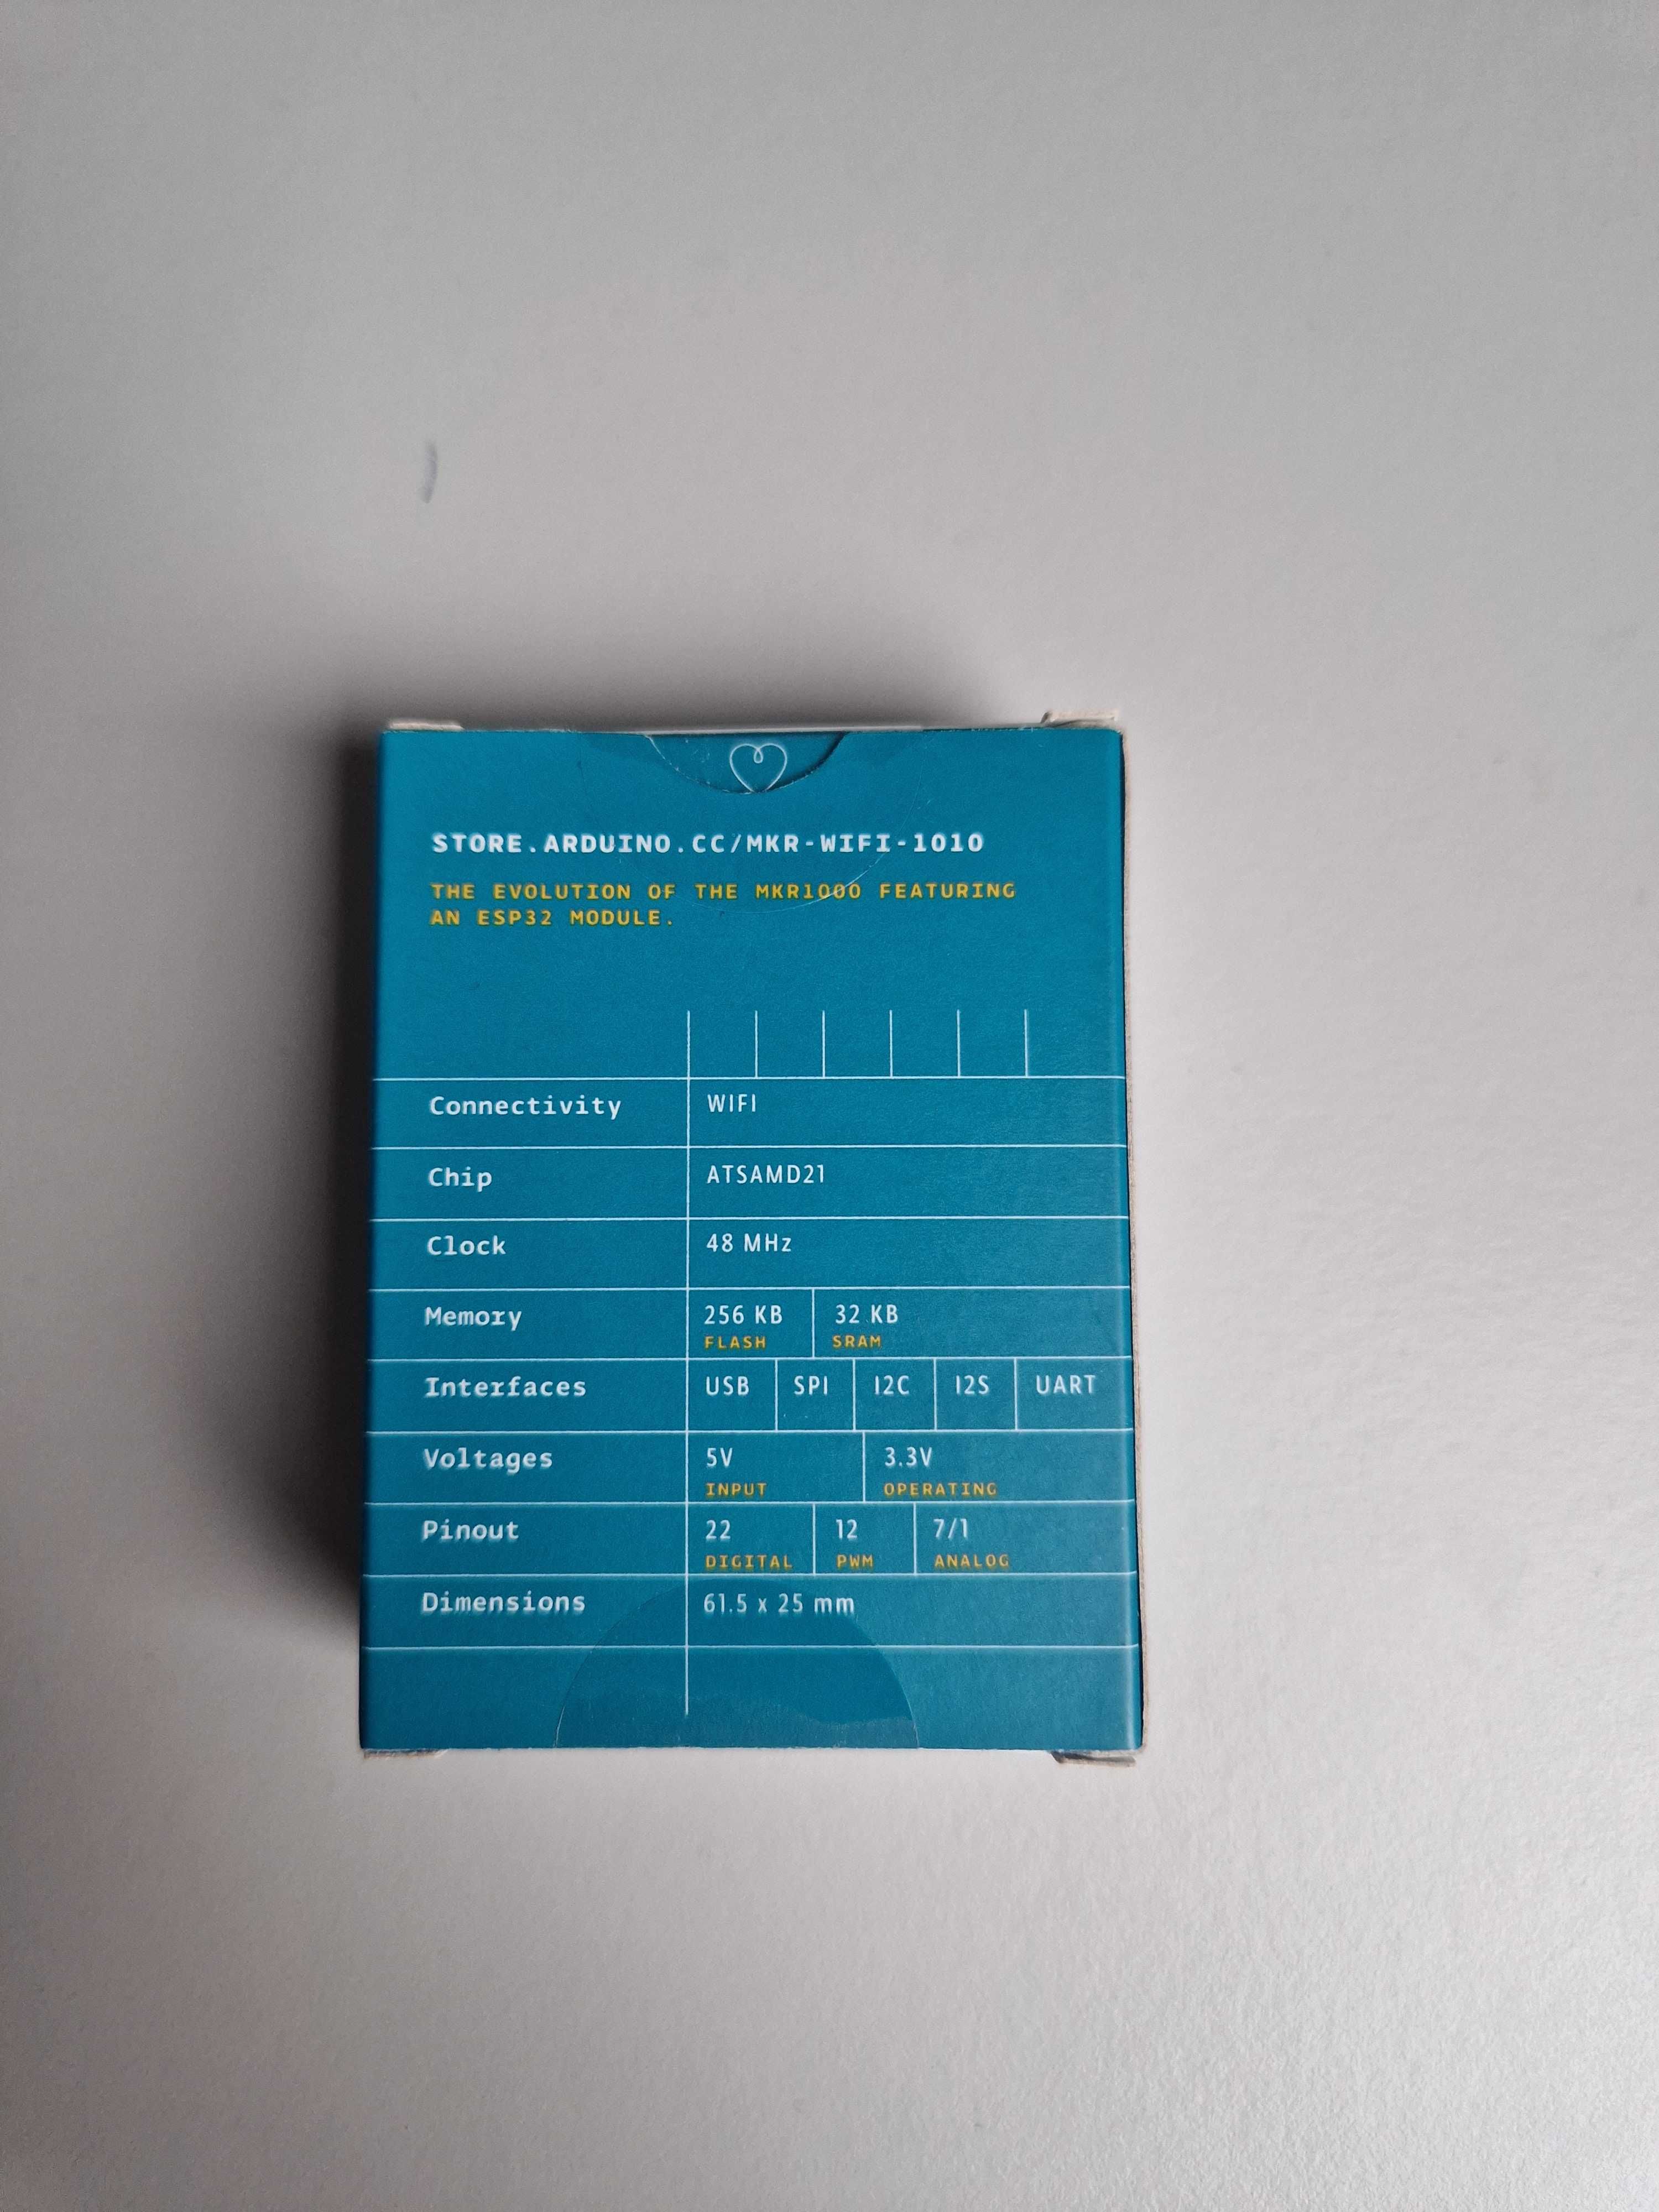 STORE.ARDUINO.CC/MKR-WIFI-1010
THE EVOLUTION OF THE MKR1000 FEATURING
AN ESP32 MODULE.
Connectivity WIFI
Chip ATSAMD21
Clock 48 MHz
Memory 256 KB 32 KB
FLASH SRAM
Interfaces USB SPI I2C I2S UART
Voltages 5V 3.3V
INPUT OPERATING
Pinout 22 12 7/1
DIGITAL PWM ANALOG
Dimensions 61.5 x 25 mm